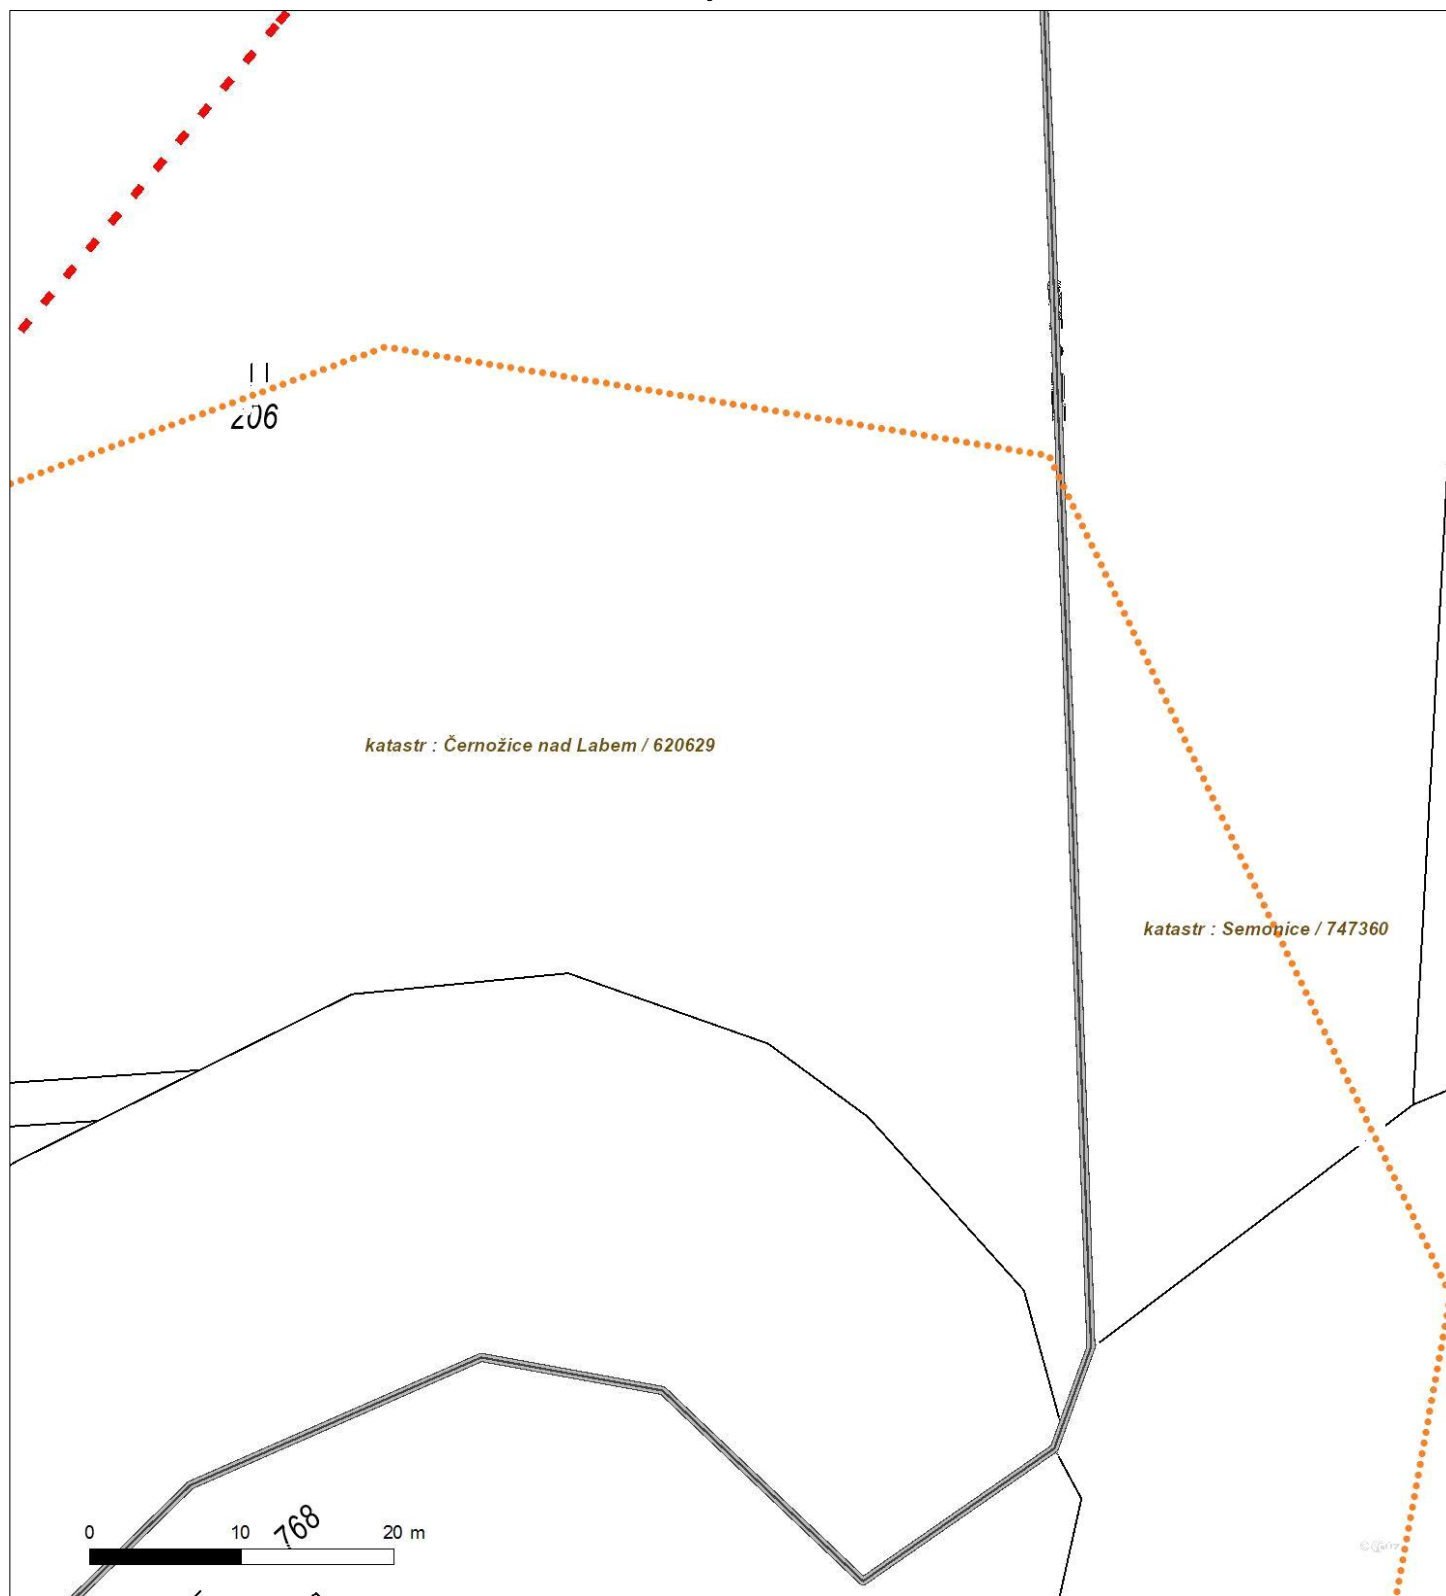 206
katastr : Černožice nad Labem / 620629
katastr : Semonice / 747360
768
0 10 20 m